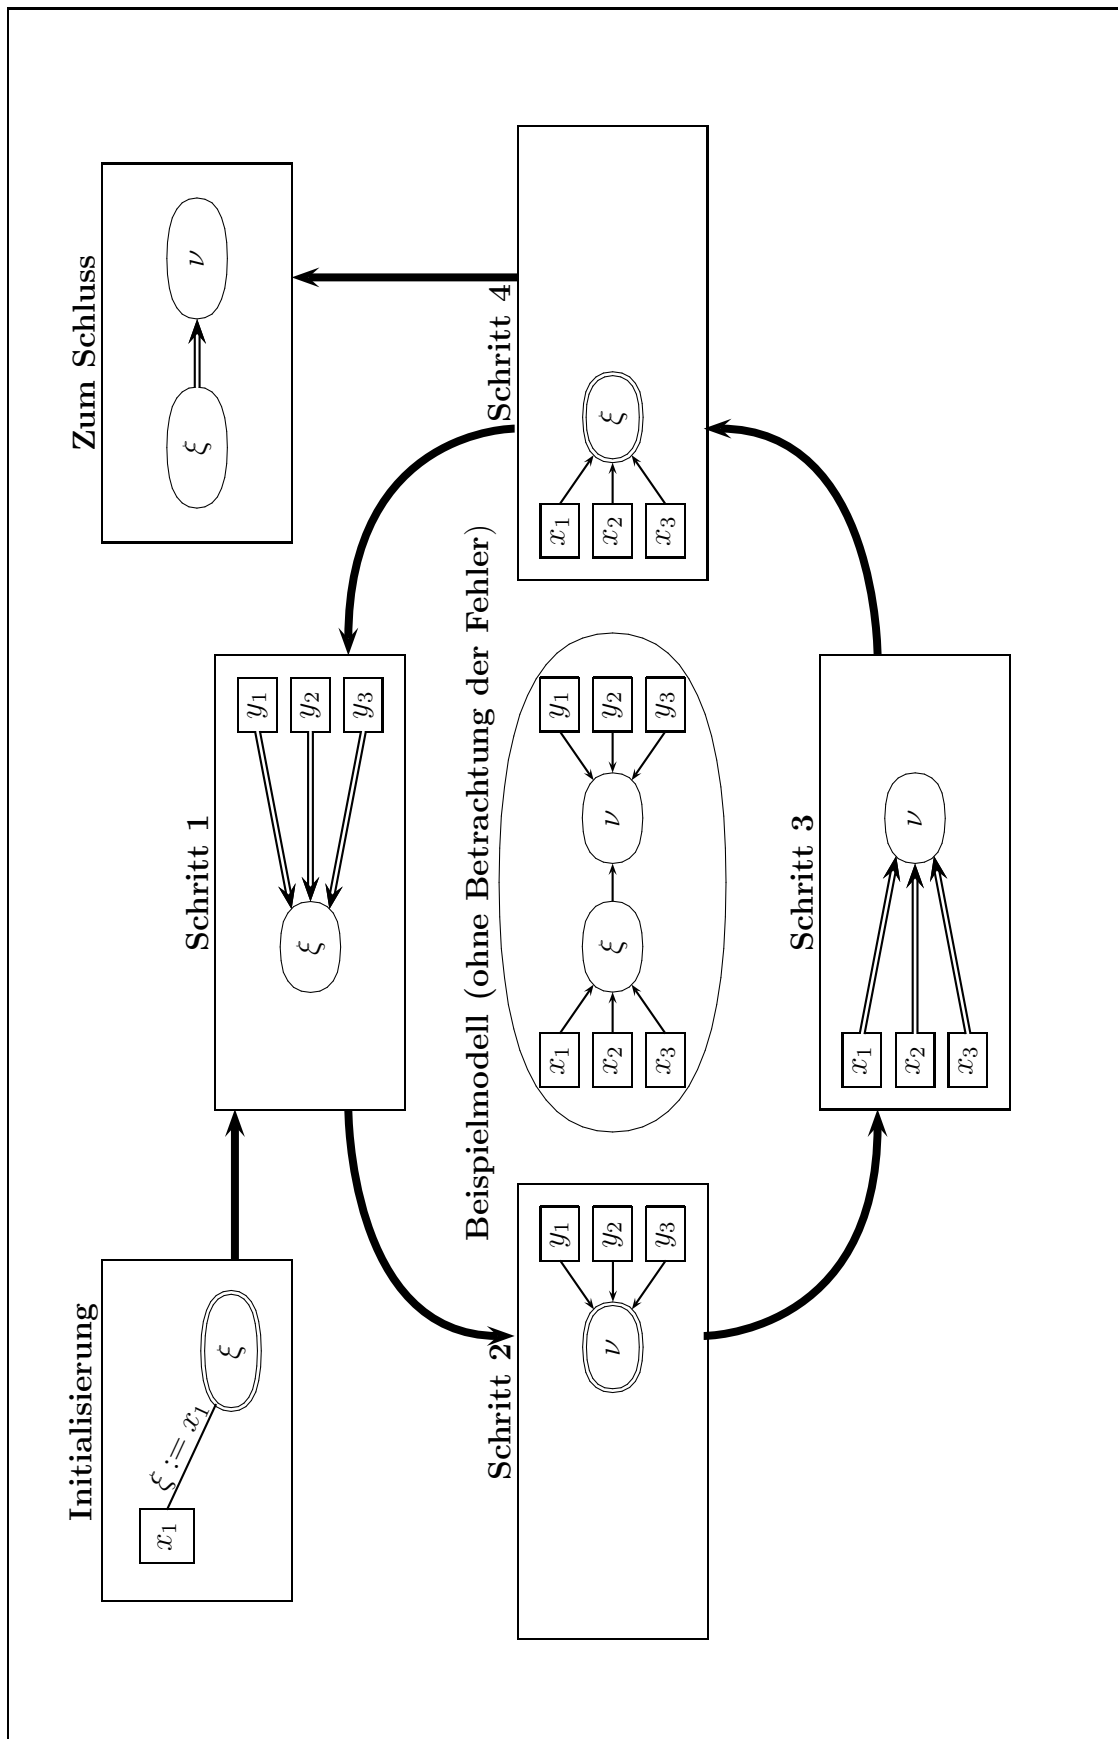 Initialisierung
x₁
ξ := x₁
ξ
Schritt 1
ξ
y₁
y₂
y₃
Zum Schluss
ξ
ν
Schritt 2
ν
y₁
y₂
y₃
Beispielmodell (ohne Betrachtung der Fehler)
x₁
x₂
x₃
ξ
ν
y₁
y₂
y₃
Schritt 4
x₁
x₂
x₃
ξ
Schritt 3
x₁
x₂
x₃
ν